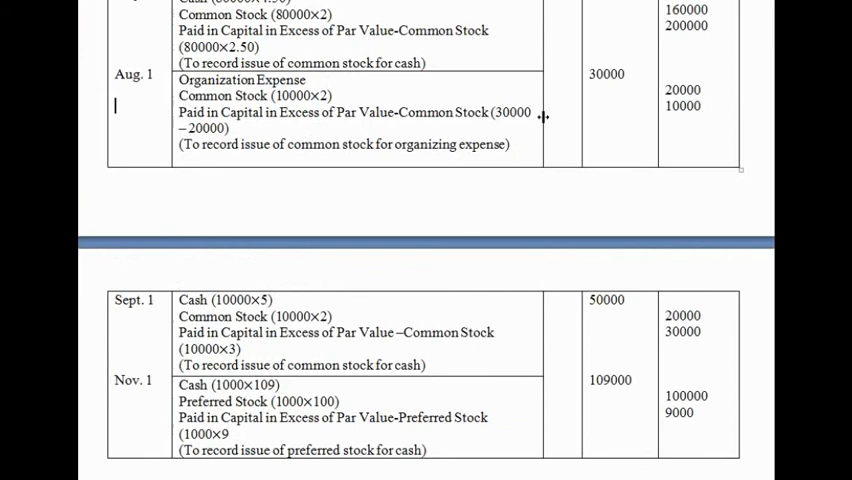 Common Stock (80000×2) 160000
Paid in Capital in Excess of Par Value-Common Stock 200000
(80000×2.50)
(To record issue of common stock for cash)
Aug. 1 Organization Expense 30000
Common Stock (10000×2) 20000
Paid in Capital in Excess of Par Value-Common Stock (30000 10000
–20000)
(To record issue of common stock for organizing expense)
Sept. 1 Cash (10000×5) 50000
Common Stock (10000×2) 20000
Paid in Capital in Excess of Par Value –Common Stock 30000
(10000×3)
(To record issue of common stock for cash)
Nov. 1 Cash (1000×109) 109000
Preferred Stock (1000×100) 100000
Paid in Capital in Excess of Par Value-Preferred Stock 9000
(1000×9
(To record issue of preferred stock for cash)